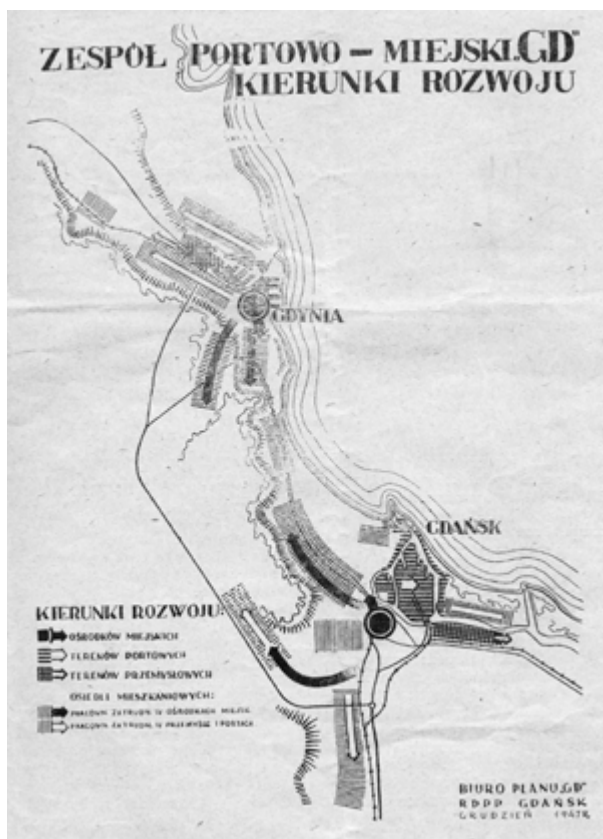 ZESPÓŁ PORTOWO – MIEJSKI „GD”
KIERUNKI ROZWOJU
GDYNIA
GDAŃSK
KIERUNKI ROZWOJU:
OŚRODKÓW MIEJSKICH
TERENÓW PORTOWYCH
TERENÓW PRZEMYSŁOWYCH
OSIEDLI MIESZKANIOWYCH:
PRACOWN. ZATRUDN. W OŚRODKACH MIEJSK.
PRACOWN. ZATRUDN. W PRZEMYŚLE I PORTACH
BIURO PLANU „GD”
RDPP GDAŃSK
GRUDZIEŃ 1947 R.